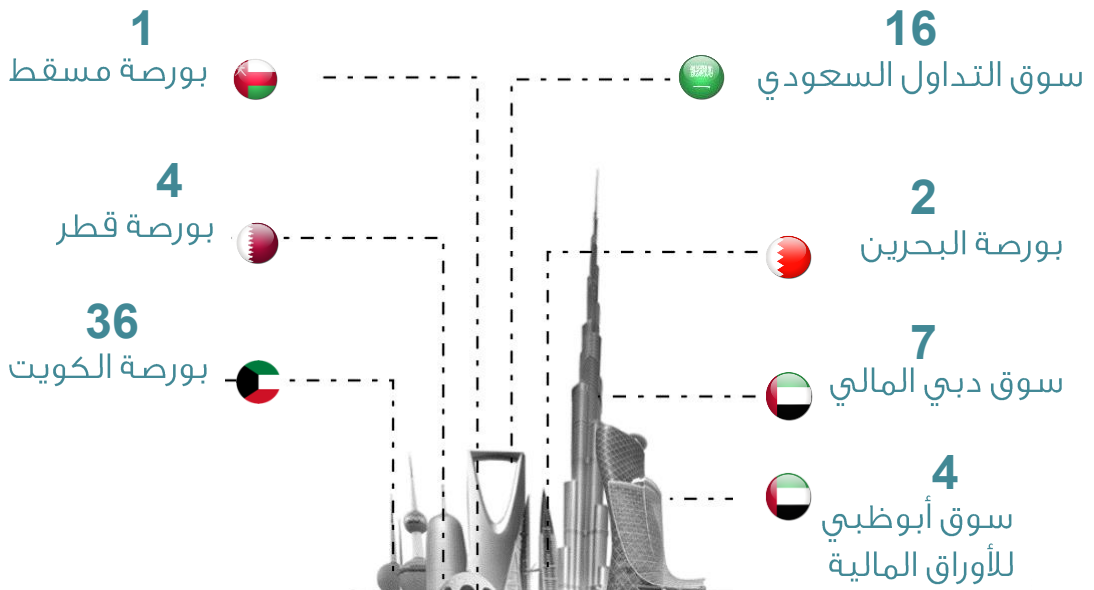 16
سوق التداول السعودي
2
بورصة البحرين
7
سوق دبي المالي
4
سوق أبوظبي
للأوراق المالية
1
بورصة مسقط
4
بورصة قطر
36
بورصة الكويت